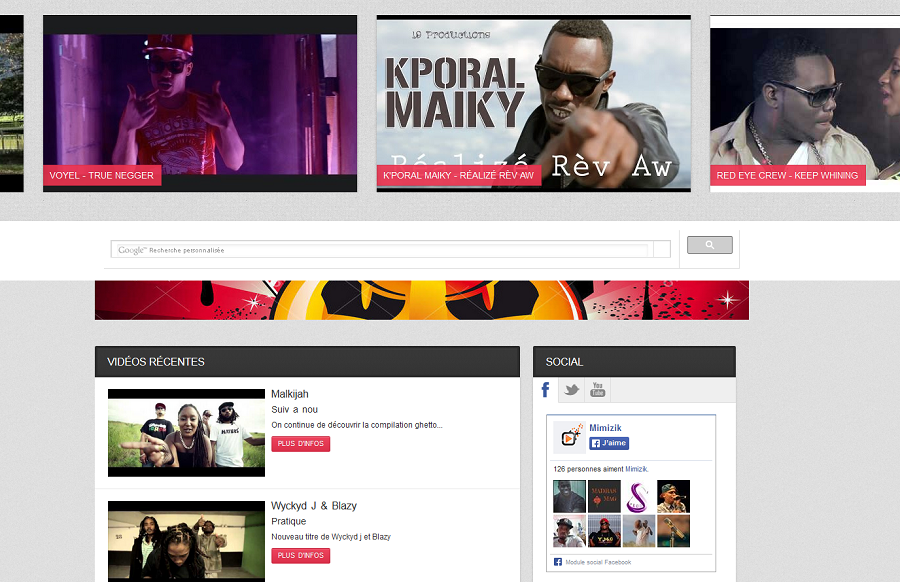 19 Productions
KPORAL
MAIKY
Réalizé Rèv Aw
VOYEL - TRUE NEGGER
K'PORAL MAIKY - RÉALIZÉ RÈV AW
RED EYE CREW - KEEP WHINING
Google™ Recherche personnalisée
VIDÉOS RÉCENTES
Malkijah
Suiv a nou
On continue de découvrir la compilation ghetto...
PLUS D'INFOS
Wyckyd J & Blazy
Pratique
Nouveau titre de Wyckyd j et Blazy
PLUS D'INFOS
SOCIAL
You Tube
Mimizik
J'aime
126 personnes aiment Mimizik.
MADRAS
MAG
Module social Facebook